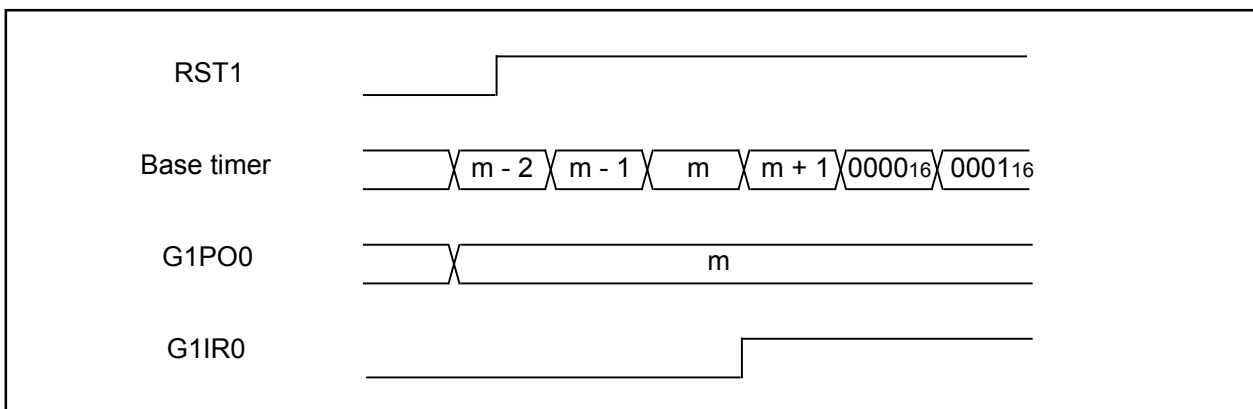 RST1
Base timer m - 2 m - 1 m m + 1 0000₁₆ 0001₁₆
G1PO0 m
G1IR0